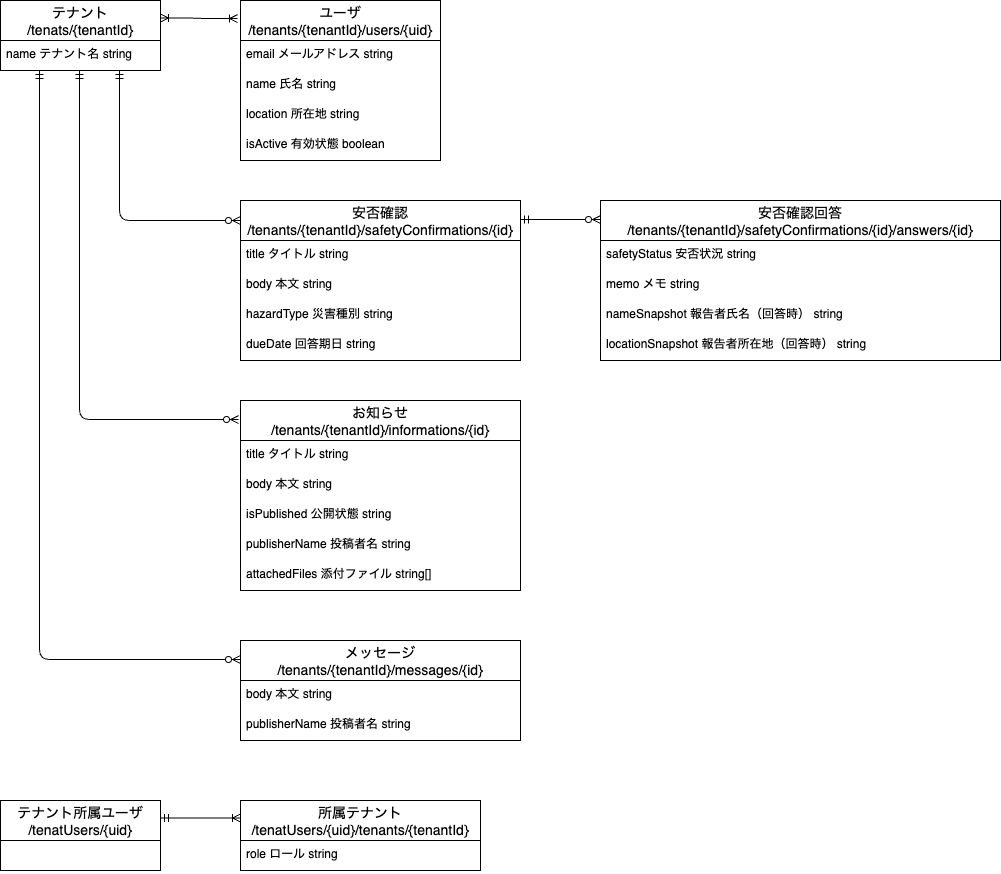 テナント
/tenats/{tenantId}
name テナント名 string
ユーザ
/tenants/{tenantId}/users/{uid}
email メールアドレス string
name 氏名 string
location 所在地 string
isActive 有効状態 boolean
安否確認
/tenants/{tenantId}/safetyConfirmations/{id}
title タイトル string
body 本文 string
hazardType 災害種別 string
dueDate 回答期日 string
安否確認回答
/tenants/{tenantId}/safetyConfirmations/{id}/answers/{id}
safetyStatus 安否状況 string
memo メモ string
nameSnapshot 報告者氏名（回答時） string
locationSnapshot 報告者所在地（回答時） string
お知らせ
/tenants/{tenantId}/informations/{id}
title タイトル string
body 本文 string
isPublished 公開状態 string
publisherName 投稿者名 string
attachedFiles 添付ファイル string[]
メッセージ
/tenants/{tenantId}/messages/{id}
body 本文 string
publisherName 投稿者名 string
テナント所属ユーザ
/tenatUsers/{uid}
所属テナント
/tenatUsers/{uid}/tenants/{tenantId}
role ロール string